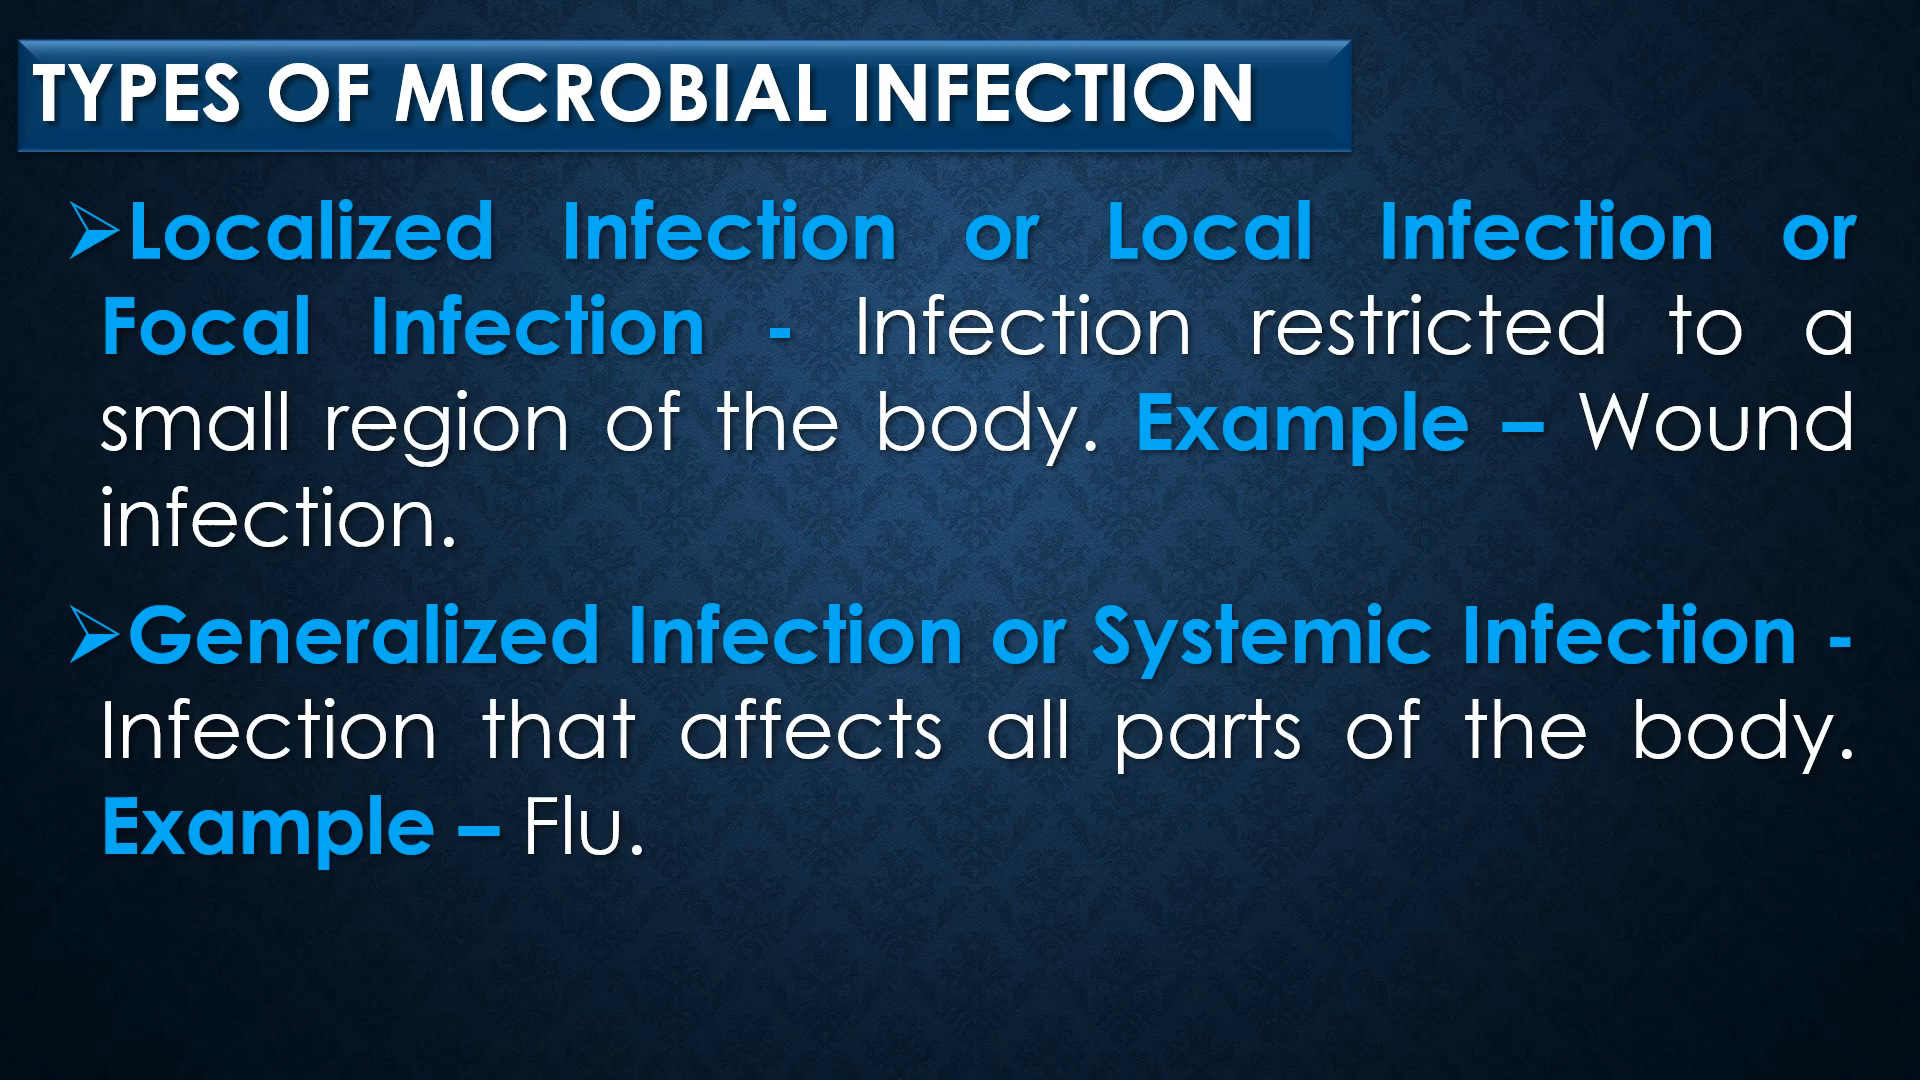 TYPES OF MICROBIAL INFECTION
➢Localized Infection or Local Infection or
Focal Infection - Infection restricted to a
small region of the body. Example – Wound
infection.
➢Generalized Infection or Systemic Infection -
Infection that affects all parts of the body.
Example – Flu.